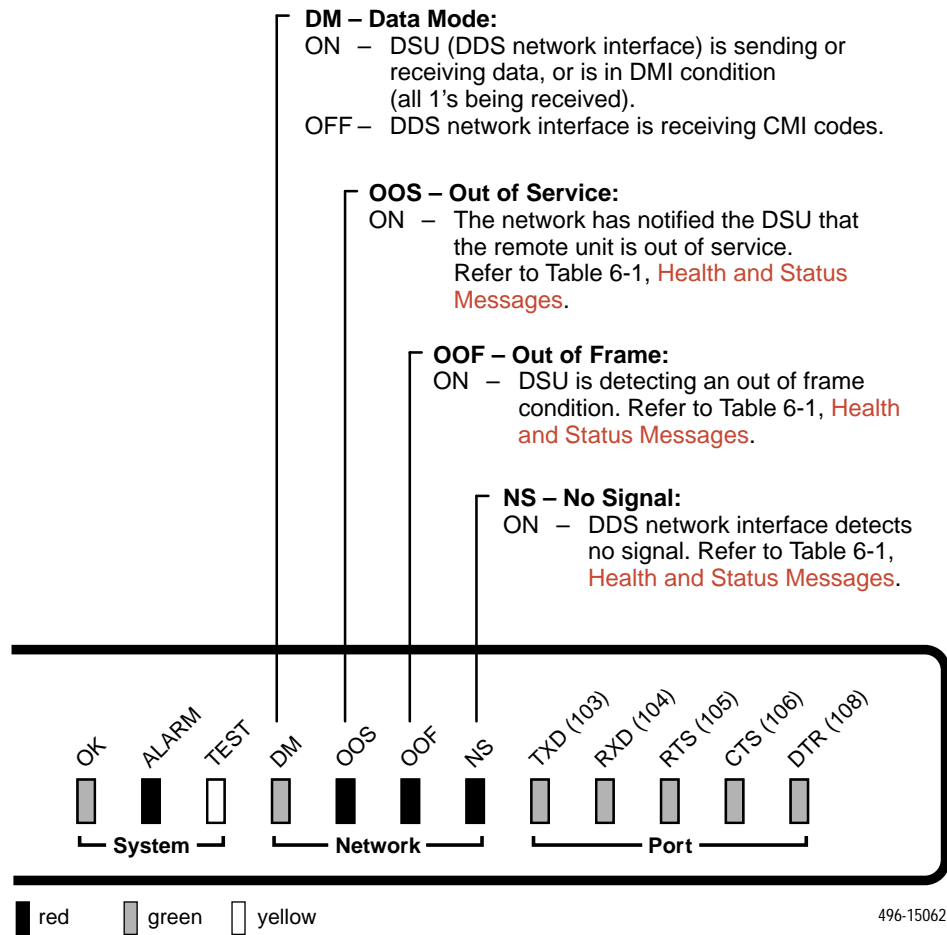 DM – Data Mode:
ON – DSU (DDS network interface) is sending or
receiving data, or is in DMI condition
(all 1's being received).
OFF – DDS network interface is receiving CMI codes.
OOS – Out of Service:
ON – The network has notified the DSU that
the remote unit is out of service.
Refer to Table 6-1, Health and Status
Messages.
OOF – Out of Frame:
ON – DSU is detecting an out of frame
condition. Refer to Table 6-1, Health
and Status Messages.
NS – No Signal:
ON – DDS network interface detects
no signal. Refer to Table 6-1,
Health and Status Messages.
OK ALARM TEST DM OOS OOF NS TXD (103) RXD (104) RTS (105) CTS (106) DTR (108)
System Network Port
red green yellow 496-15062